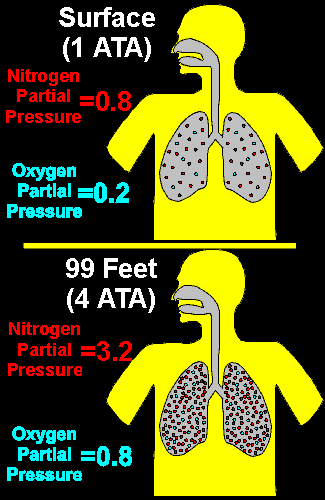 Surface
(1 ATA)
Nitrogen
Partial =0.8
Pressure
Oxygen
Partial =0.2
Pressure
99 Feet
(4 ATA)
Nitrogen
Partial =3.2
Pressure
Oxygen
Partial =0.8
Pressure